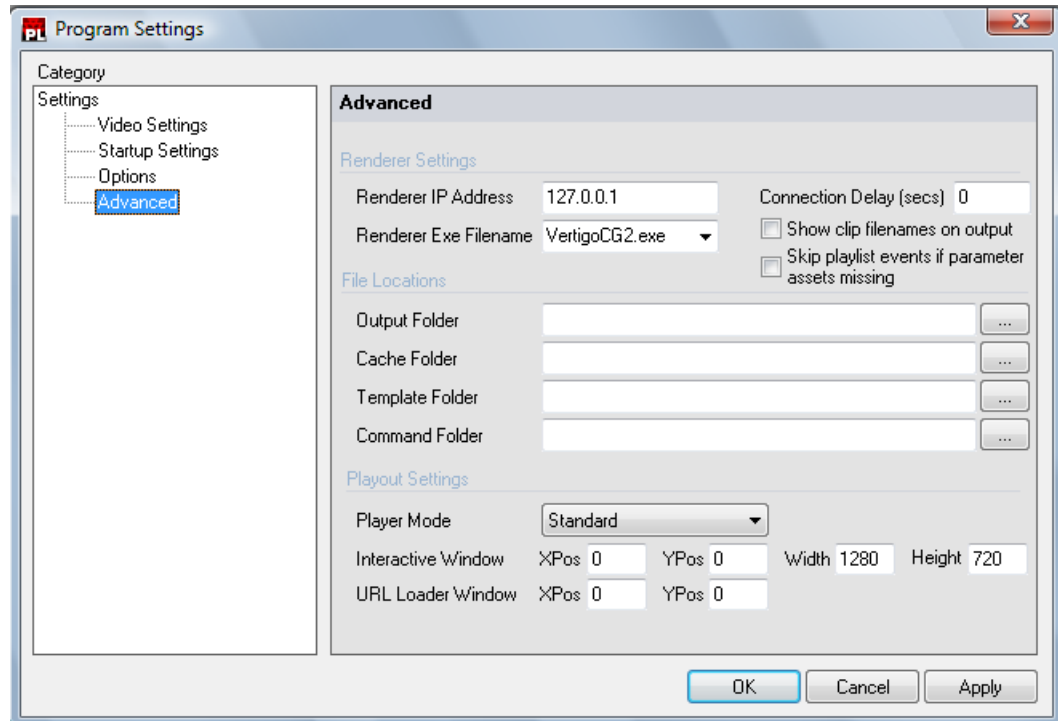 PL Program Settings X
Category
Settings
Video Settings
Startup Settings
Options
Advanced
Advanced
Renderer Settings
Renderer IP Address 127.0.0.1 Connection Delay (secs) 0
Renderer Exe Filename VertigoCG2.exe Show clip filenames on output
Skip playlist events if parameter
assets missing
File Locations
Output Folder ...
Cache Folder ...
Template Folder ...
Command Folder ...
Playout Settings
Player Mode Standard
Interactive Window XPos 0 YPos 0 Width 1280 Height 720
URL Loader Window XPos 0 YPos 0
OK Cancel Apply